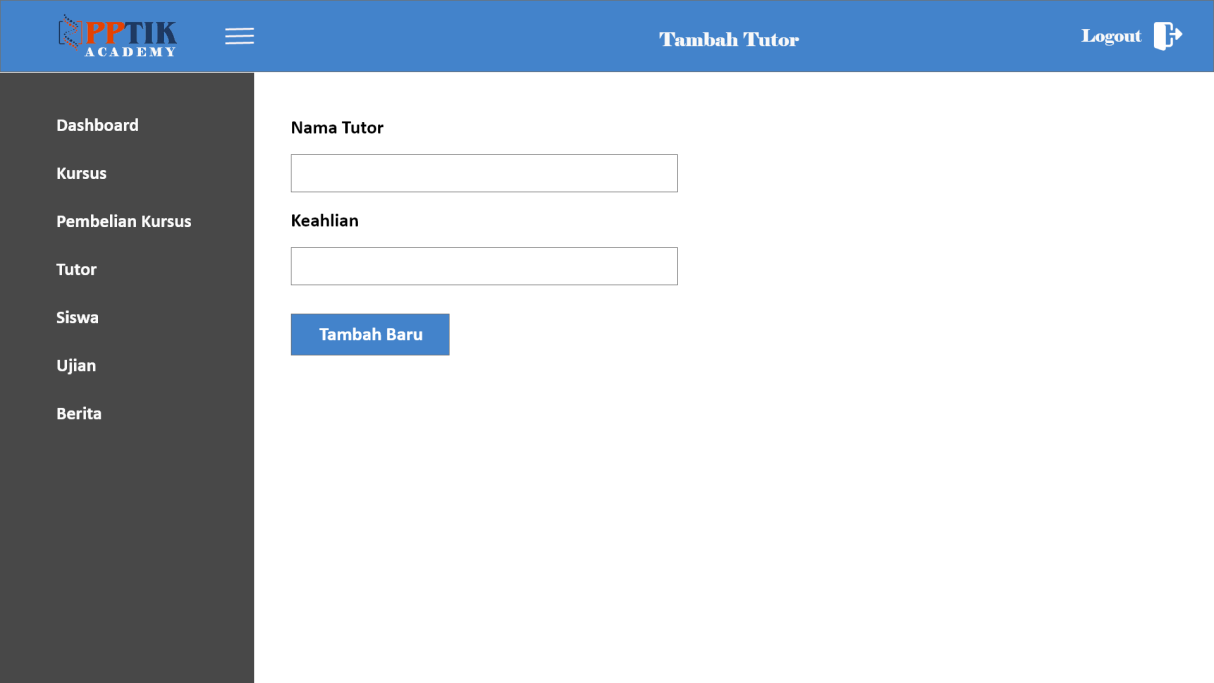 PPTIK
ACADEMY
Tambah Tutor
Logout
Dashboard
Kursus
Pembelian Kursus
Tutor
Siswa
Ujian
Berita
Nama Tutor
Keahlian
Tambah Baru